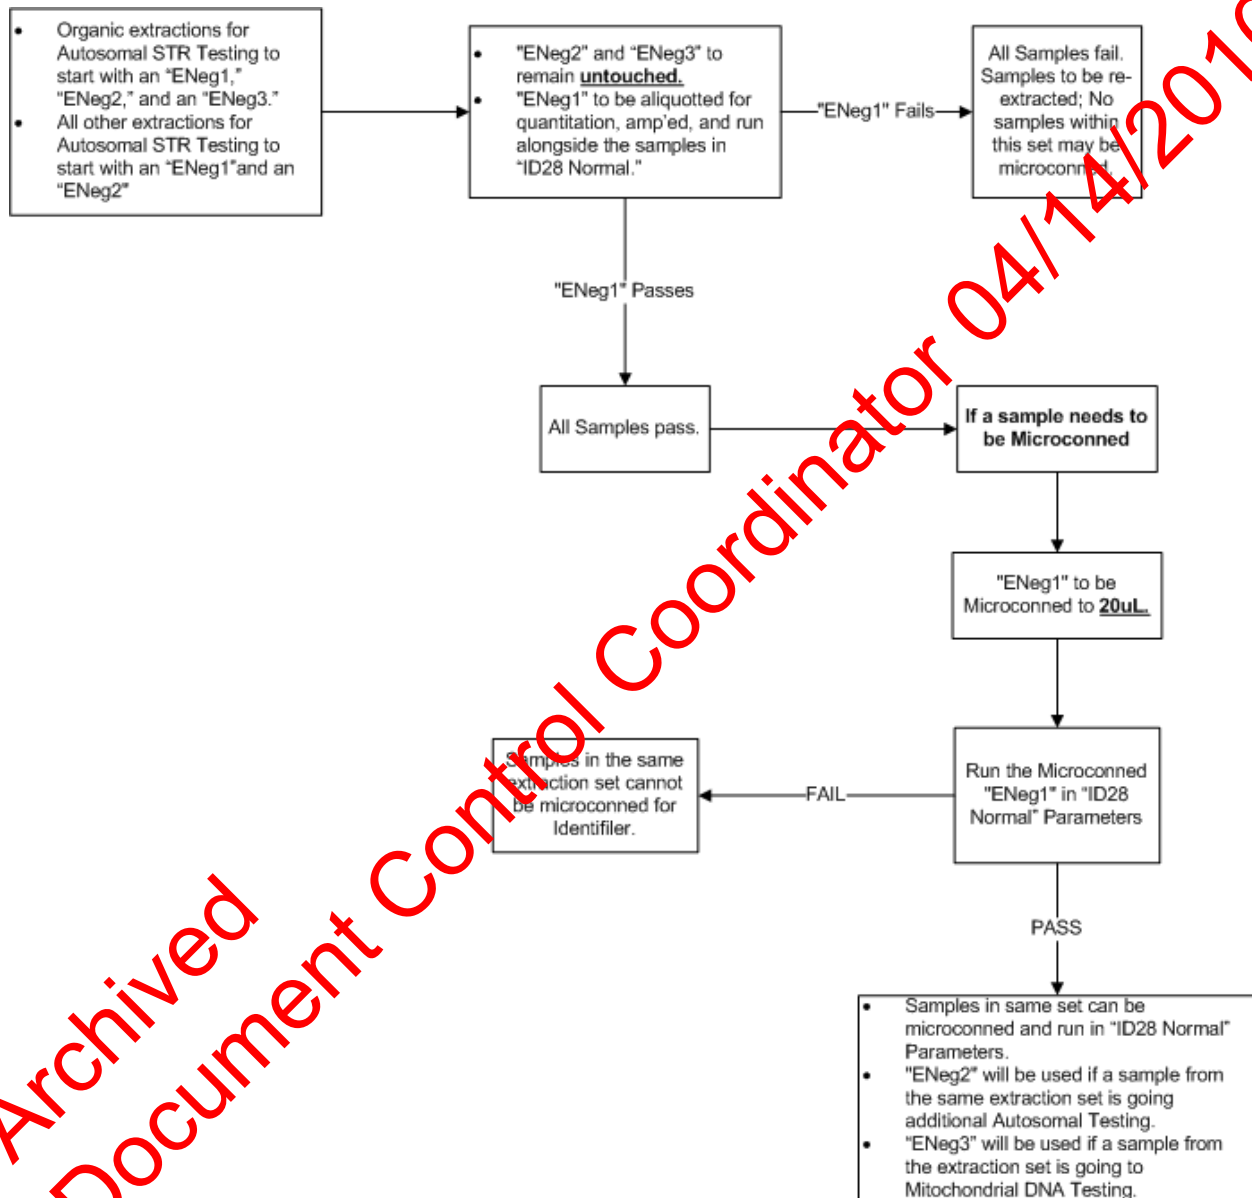 • Organic extractions for
Autosomal STR Testing to
start with an “ENeg1,”
“ENeg2,” and an “ENeg3.”
• All other extractions for
Autosomal STR Testing to
start with an “ENeg1”and an
“ENeg2”
• "ENeg2" and “ENeg3” to
remain untouched.
• "ENeg1" to be aliquotted for
quantitation, amp'ed, and run
alongside the samples in
“ID28 Normal.”
"ENeg1" Fails
All Samples fail.
Samples to be re-
extracted; No
samples within
this set may be
microconned.
"ENeg1" Passes
All Samples pass.
If a sample needs to
be Microconned
"ENeg1" to be
Microconned to 20uL.
Run the Microconned
"ENeg1" in “ID28
Normal” Parameters
FAIL
Samples in the same
extraction set cannot
be microconned for
Identifiler.
PASS
• Samples in same set can be
microconned and run in “ID28 Normal”
Parameters.
• "ENeg2" will be used if a sample from
the same extraction set is going
additional Autosomal Testing.
• “ENeg3” will be used if a sample from
the extraction set is going to
Mitochondrial DNA Testing.
Archived
Document Control Coordinator 04/14/2010